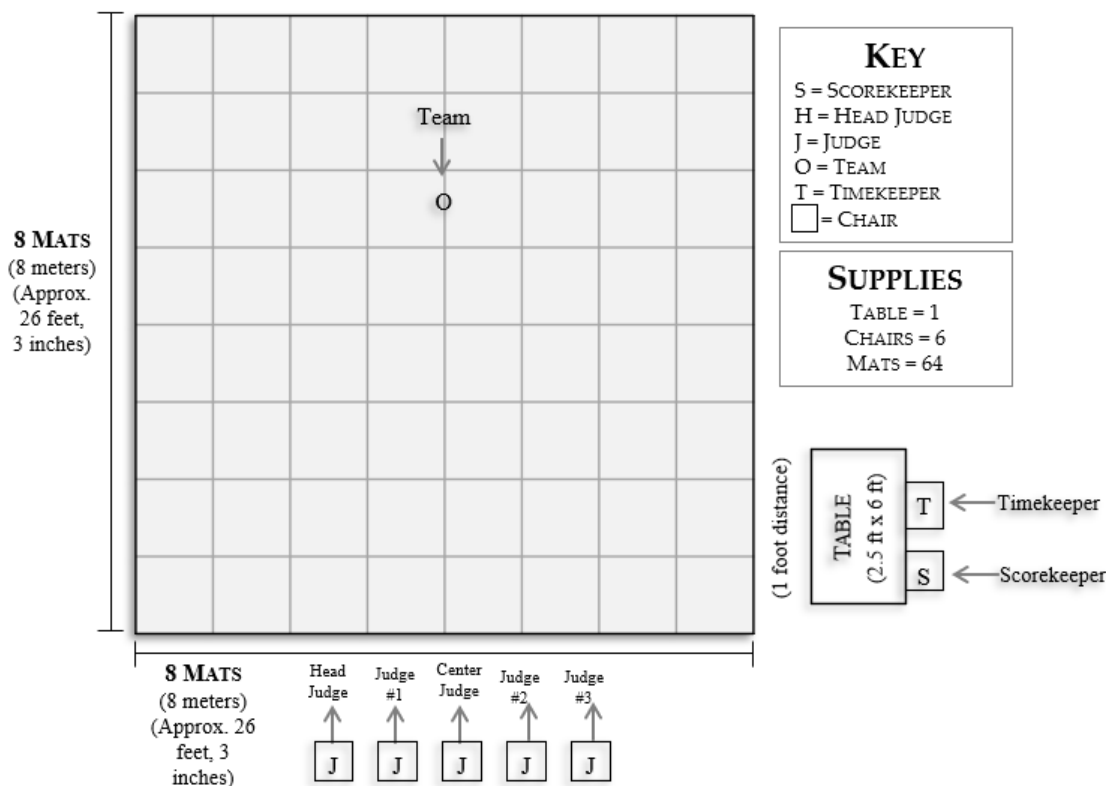 Team
O
8 MATS
(8 meters)
(Approx.
26 feet,
3 inches)
KEY
S = SCOREKEEPER
H = HEAD JUDGE
J = JUDGE
O = TEAM
T = TIMEKEEPER
= CHAIR
SUPPLIES
TABLE = 1
CHAIRS = 6
MATS = 64
(1 foot distance)
TABLE
(2.5 ft x 6 ft)
T
Timekeeper
S
Scorekeeper
8 MATS
(8 meters)
(Approx. 26
feet, 3
inches)
Head
Judge
Judge
#1
Center
Judge
Judge
#2
Judge
#3
J
J
J
J
J